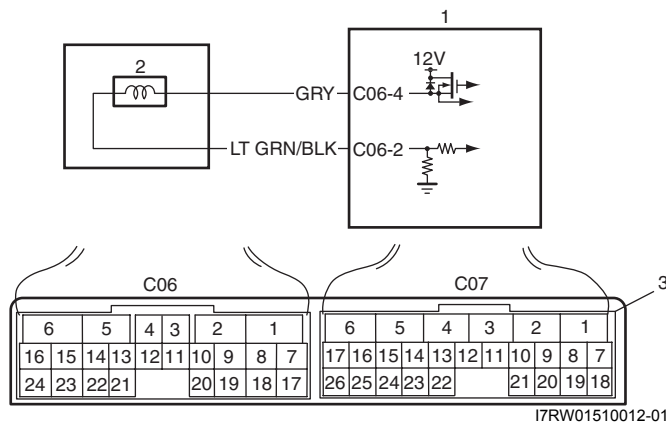 1
2
12V
GRY
C06-4
LT GRN/BLK
C06-2
C06
C07
3
6 5 4 3 2 1
16 15 14 13 12 11 10 9 8 7
24 23 22 21 20 19 18 17
6 5 4 3 2 1
17 16 15 14 13 12 11 10 9 8 7
26 25 24 23 22 21 20 19 18
I7RW01510012-01